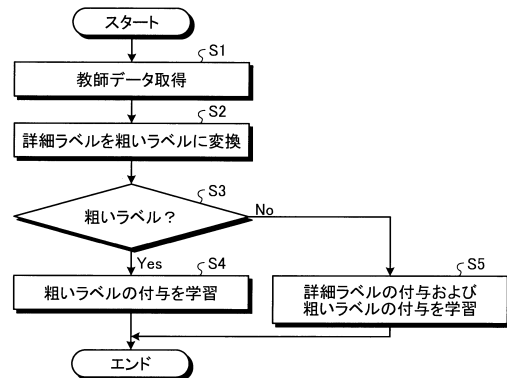 スタート
S1
教師データ取得
S2
詳細ラベルを粗いラベルに変換
S3
粗いラベル？
No
Yes
S4
粗いラベルの付与を学習
S5
詳細ラベルの付与および
粗いラベルの付与を学習
エンド